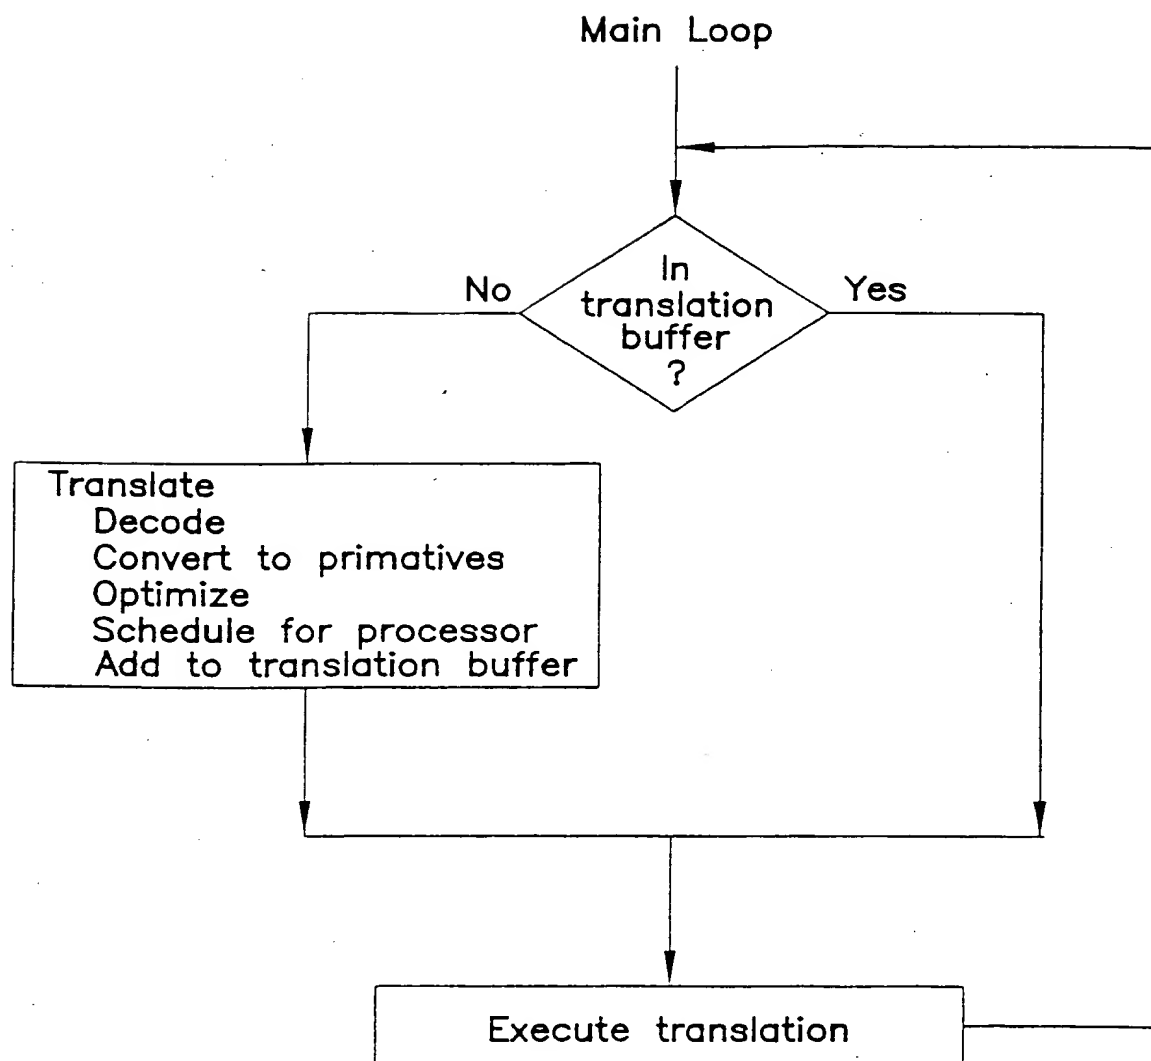 Main Loop
In
translation
buffer
?
No
Yes
Translate
Decode
Convert to primatives
Optimize
Schedule for processor
Add to translation buffer
Execute translation